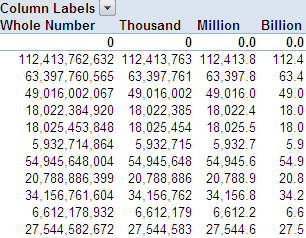 Column Labels
Whole Number Thousand Million Billion
0 0 0.0 0.0
112,413,762,632 112,413,763 112,413.8 112.4
63,397,760,565 63,397,761 63,397.8 63.4
49,016,002,067 49,016,002 49,016.0 49.0
18,022,384,920 18,022,385 18,022.4 18.0
18,025,453,848 18,025,454 18,025.5 18.0
5,932,714,864 5,932,715 5,932.7 5.9
54,945,648,004 54,945,648 54,945.6 54.9
20,788,886,399 20,788,886 20,788.9 20.8
34,156,761,604 34,156,762 34,156.8 34.2
6,612,178,932 6,612,179 6,612.2 6.6
27,544,582,672 27,544,583 27,544.6 27.5